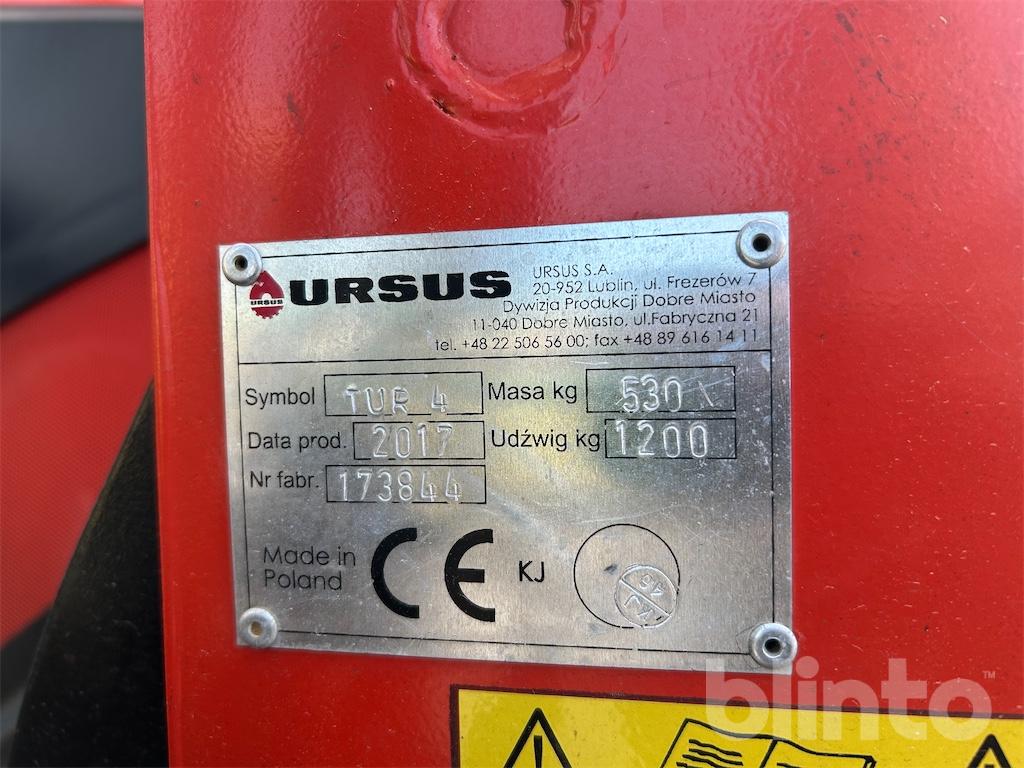 URSUS
URSUS
URSUS S.A.
20-952 Lublin, ul. Frezerów 7
Dywizja Produkcji Dobre Miasto
11-040 Dobre Miasto, ul.Fabryczna 21
tel. +48 22 506 56 00; fax +48 89 616 14 11
Symbol TUR 4 Masa kg 530
Data prod. 2017 Udźwig kg 1200
Nr fabr. 173844
Made in
Poland
CE KJ
blinto™